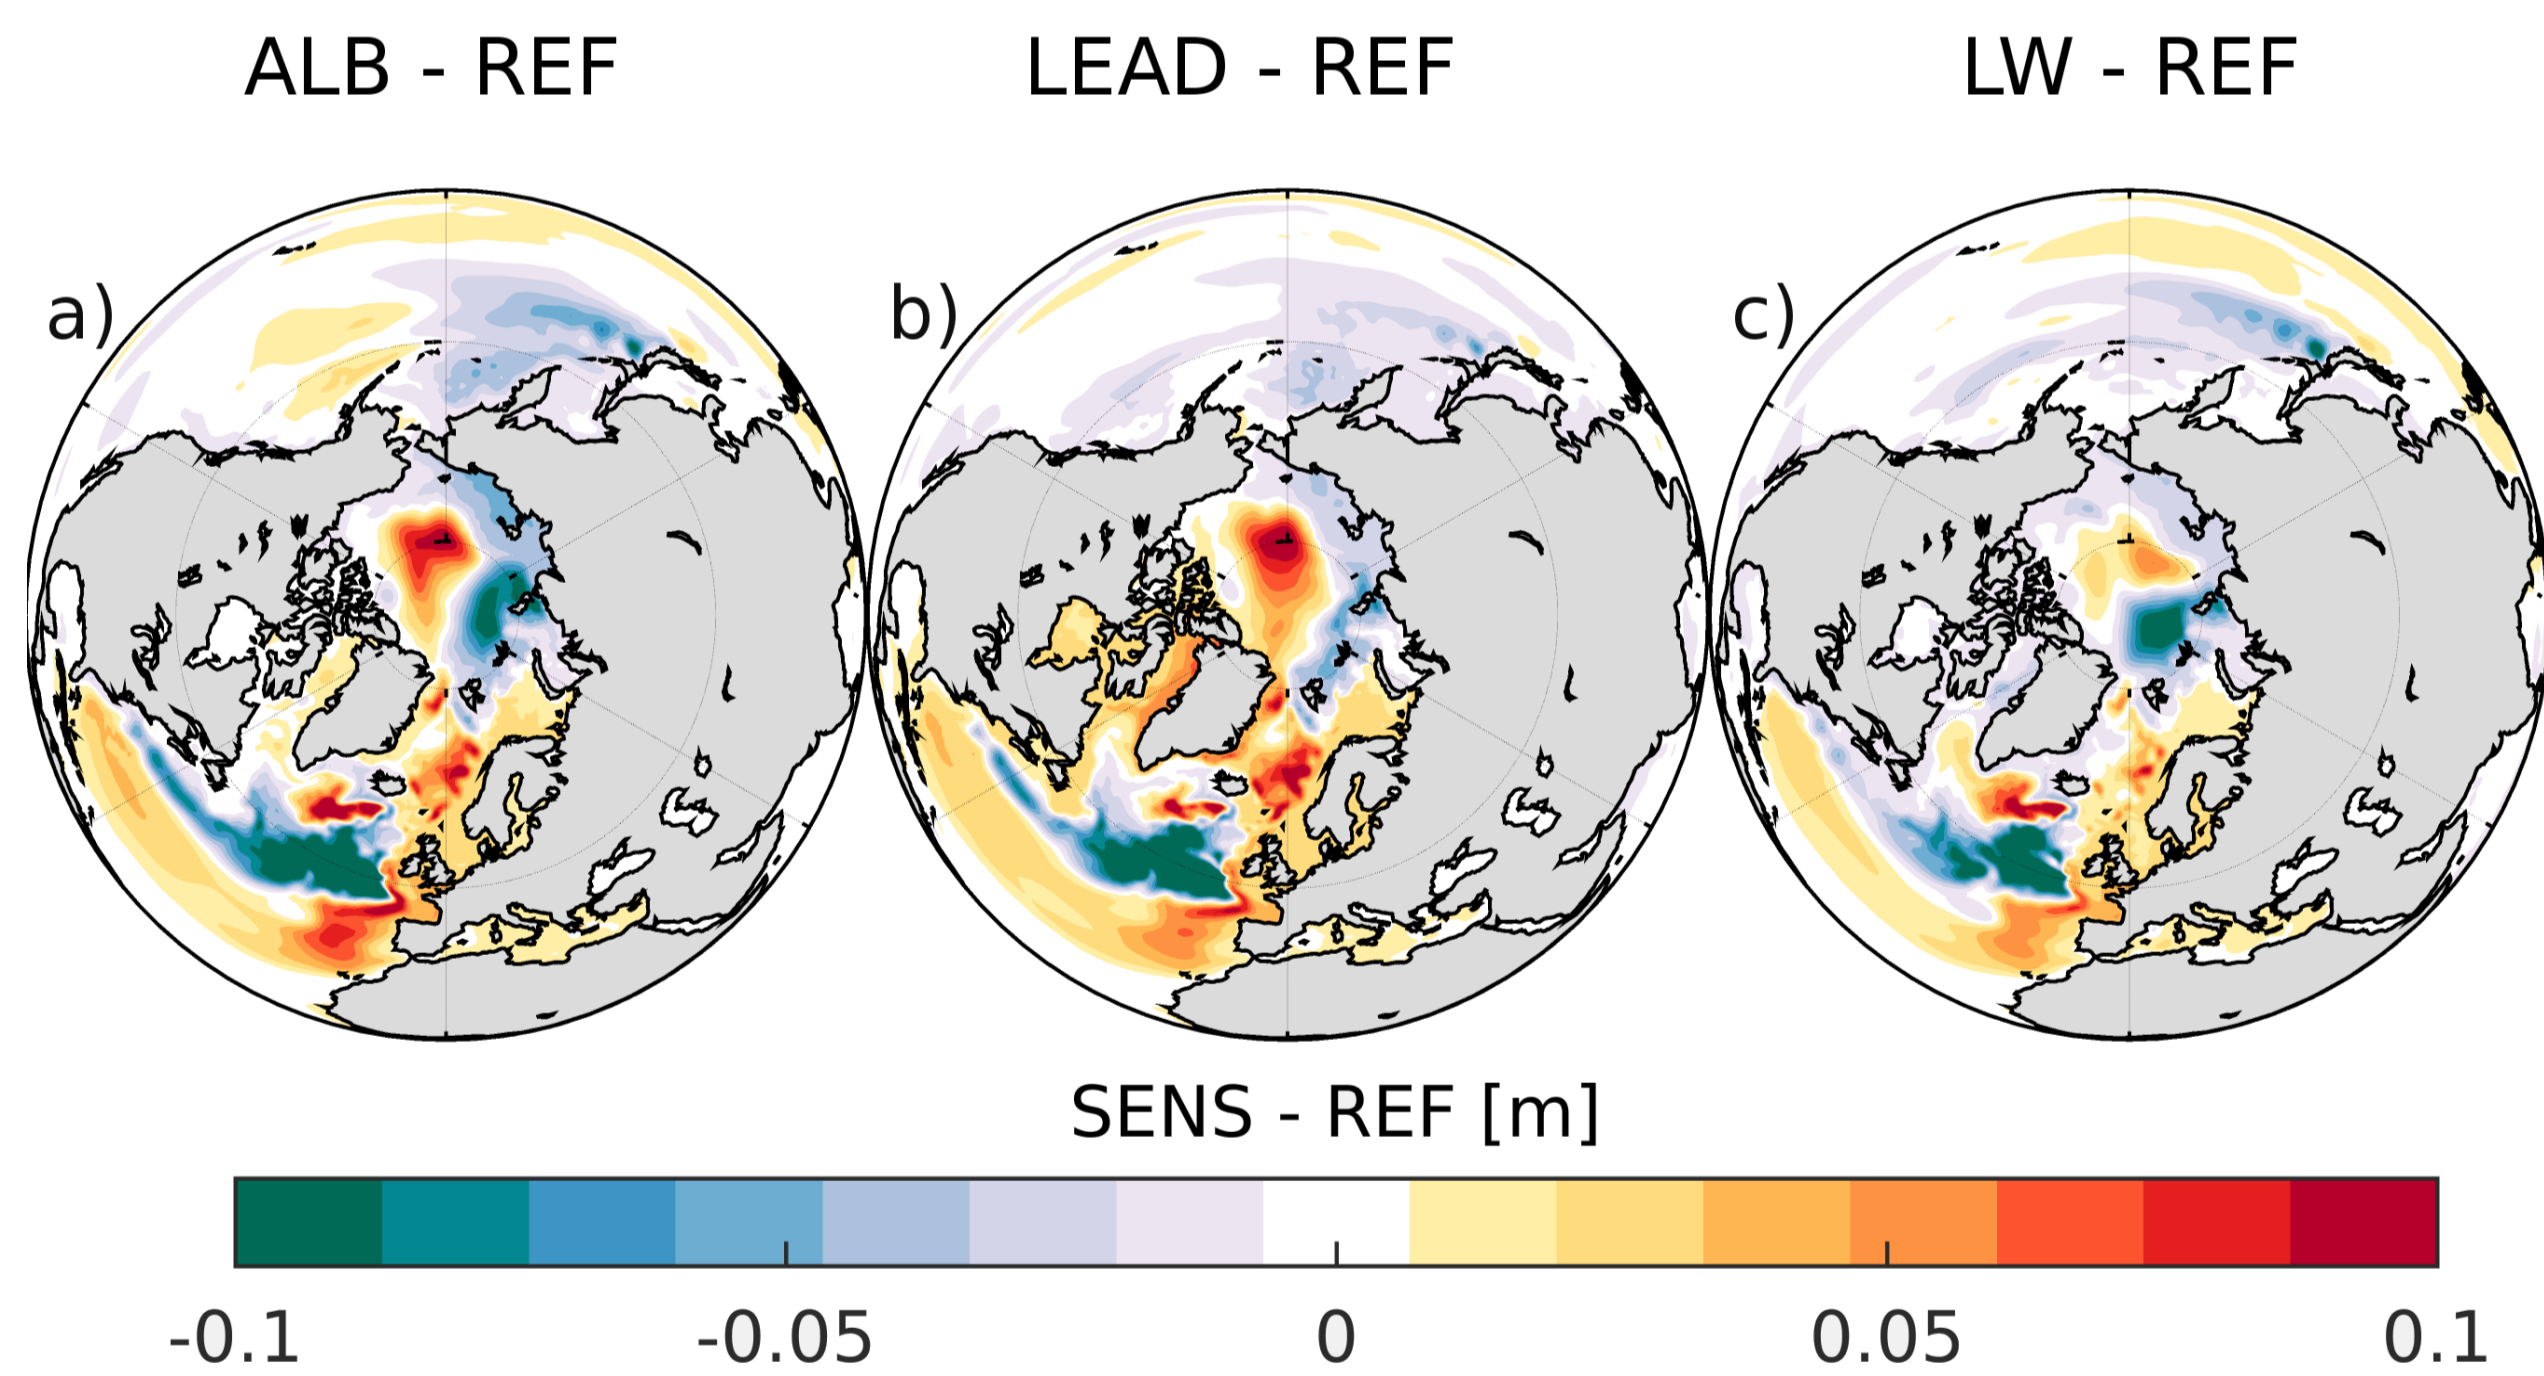 ALB - REF LEAD - REF LW - REF
a) b) c)
SENS - REF [m]
-0.1 -0.05 0 0.05 0.1